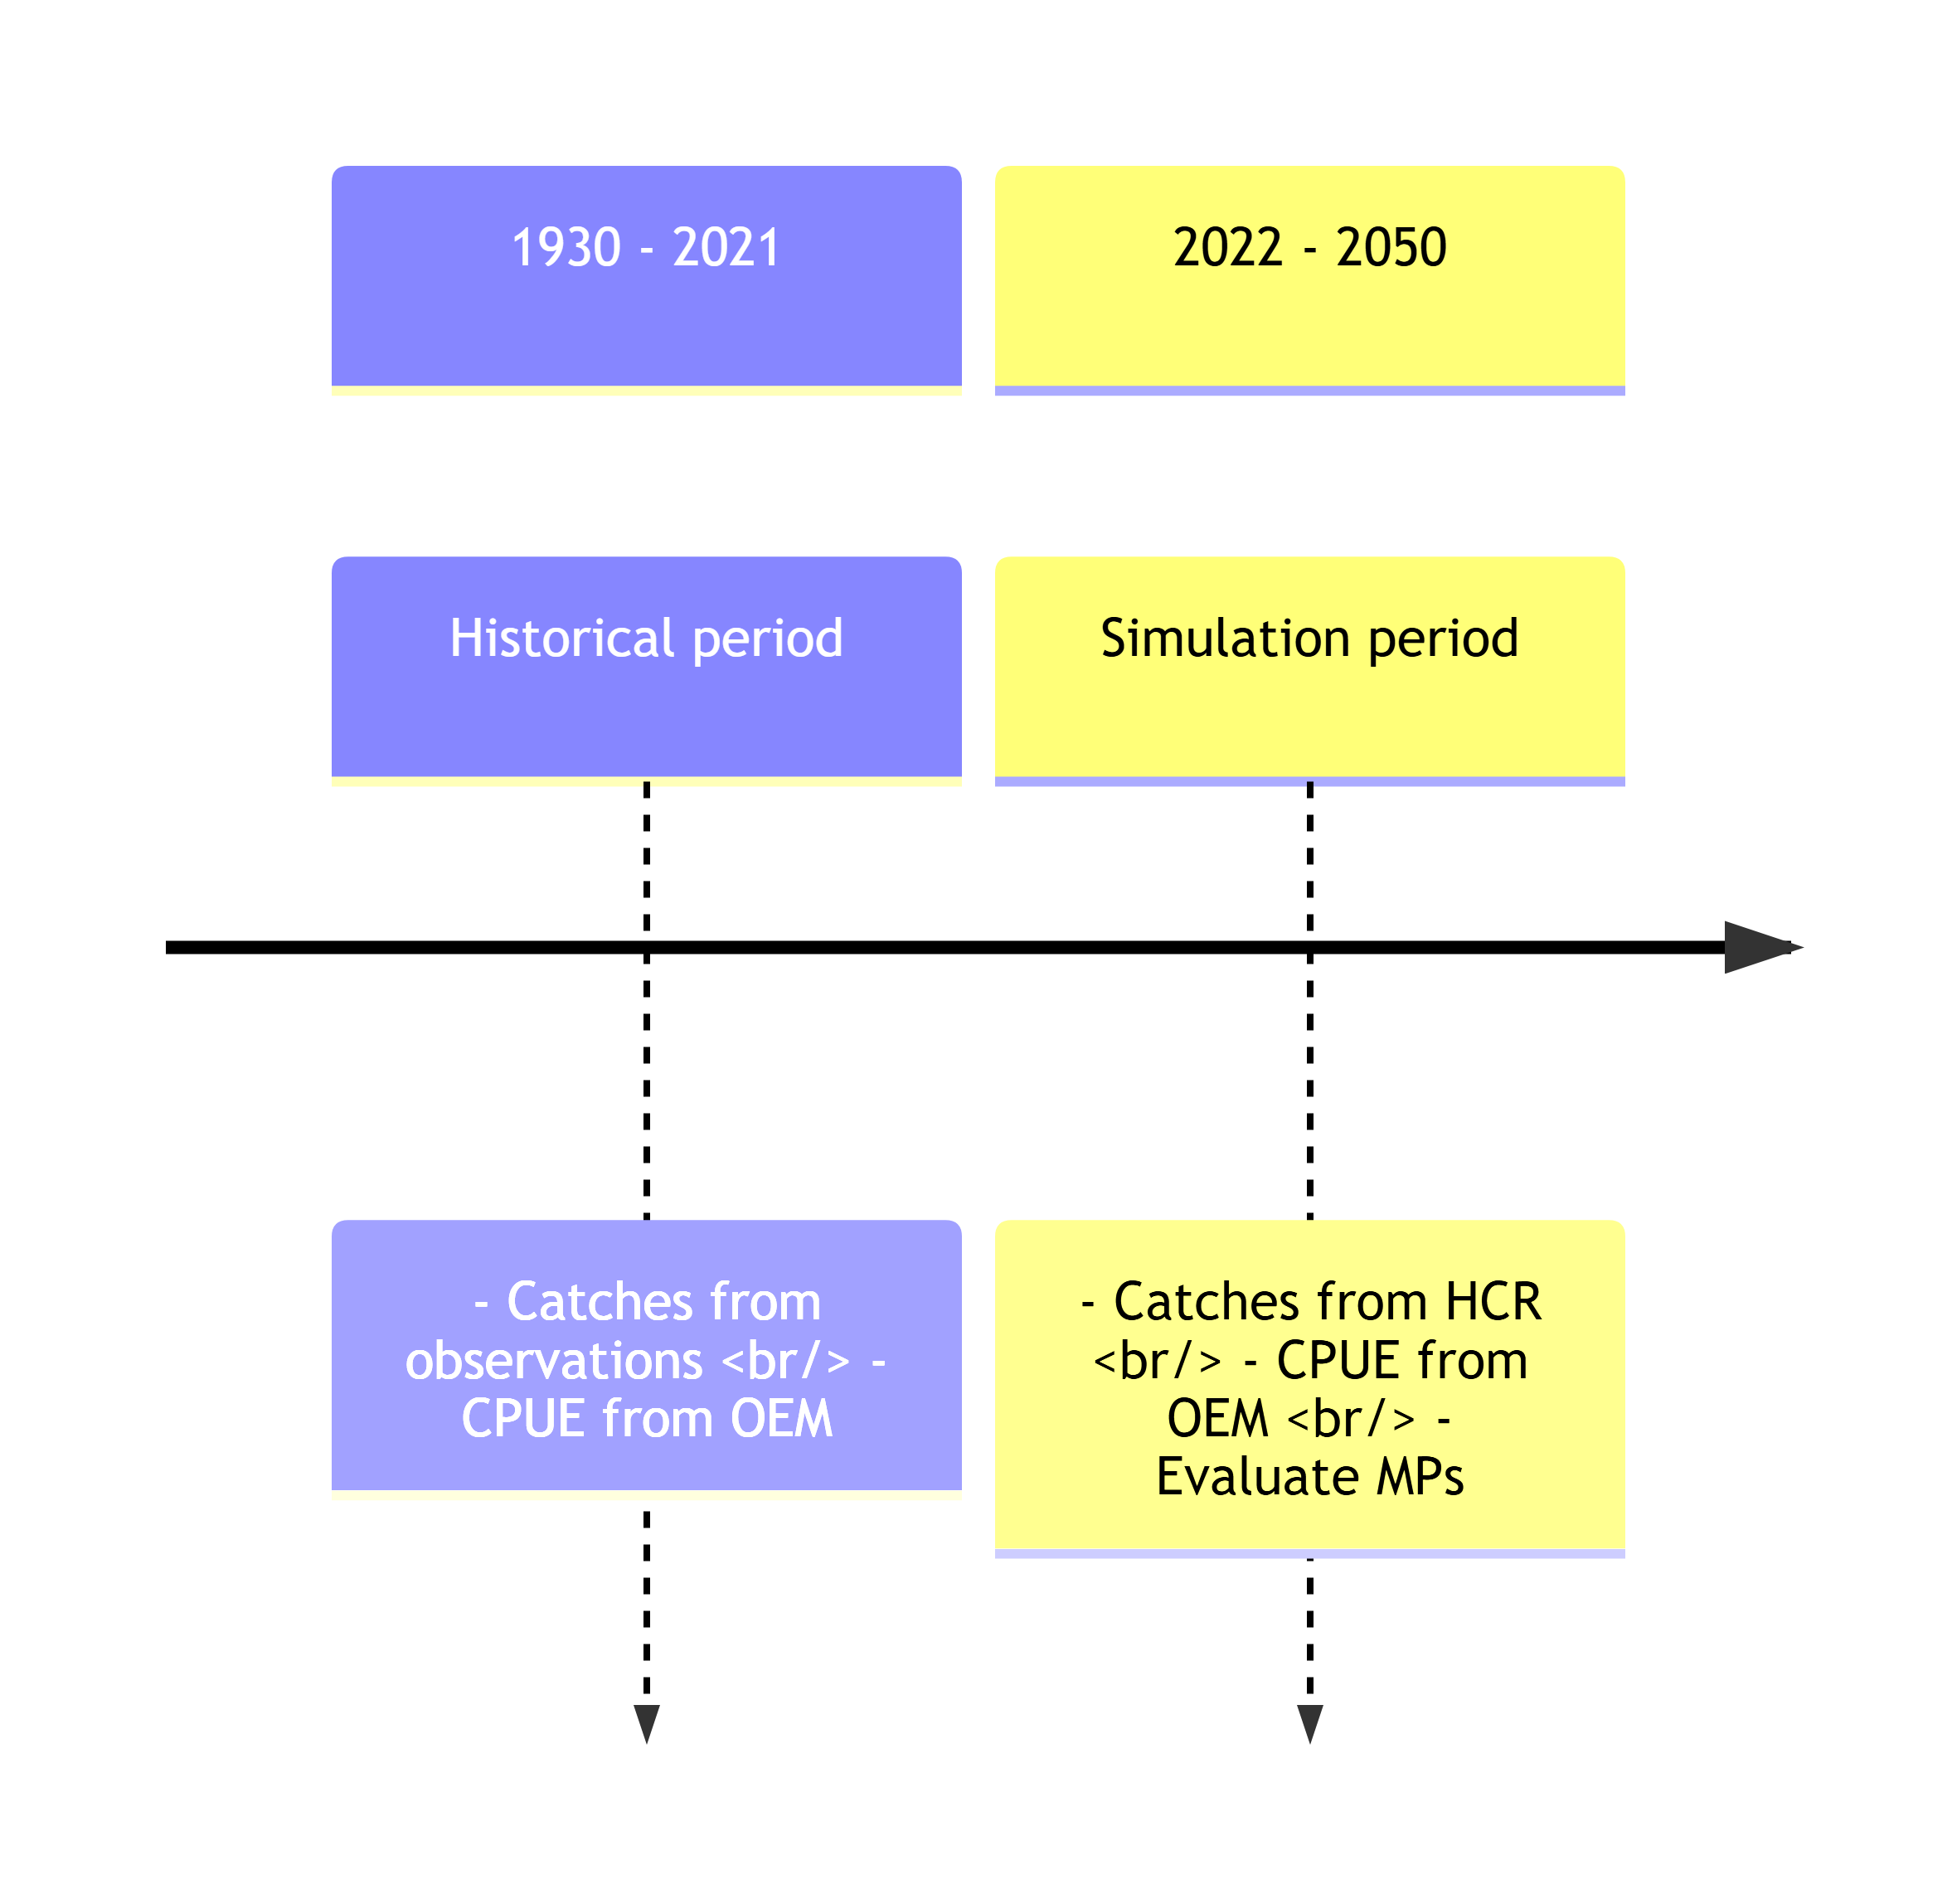 1930 - 2021
2022 - 2050
Historical period
Simulation period
- Catches from
observations <br/> -
CPUE from OEM
- Catches from HCR
<br/> - CPUE from
OEM <br/> -
Evaluate MPs